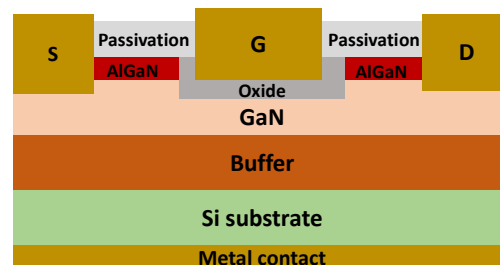 S
Passivation
G
Passivation
D
AlGaN
AlGaN
Oxide
GaN
Buffer
Si substrate
Metal contact